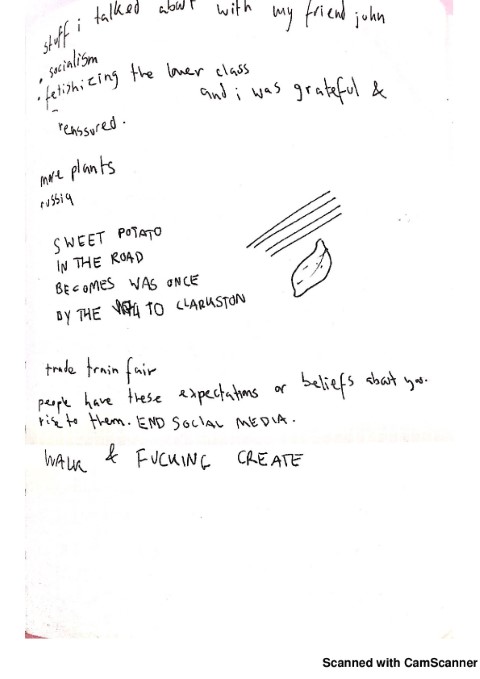 stuff i talked about with my friend john
• socialism
• fetishizing the lower class
and i was grateful &
reassured.
more plants
russia
SWEET POTATO
IN THE ROAD
BECOMES WAS ONCE
BY THE TO CLARKSTON
trade train fair
people have these expectations or beliefs about you.
rise to them. END SOCIAL MEDIA.
WALK & FUCKING CREATE
Scanned with CamScanner